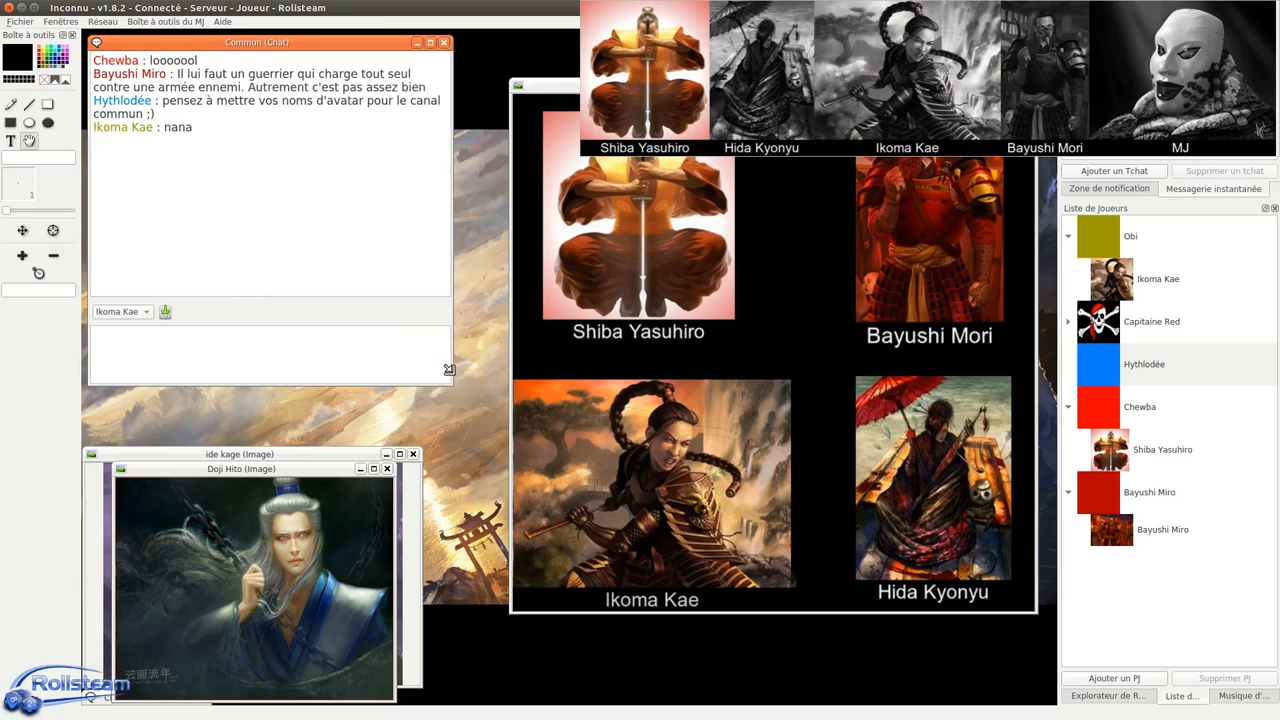 Inconnu - v1.8.2 - Connecté - Serveur - Joueur - Rolisteam
Fichier Fenêtres Réseau Boîte à outils du MJ Aide
Boîte à outils
Commun (Chat)
Chewba : looooool
Bayushi Miro : Il lui faut un guerrier qui charge tout seul
contre une armée ennemi. Autrement c'est pas assez bien
Hythlodée : pensez à mettre vos noms d'avatar pour le canal
commun ;)
Ikoma Kae : nana
Ikoma Kae
T
1
Shiba Yasuhiro Hida Kyonyu Ikoma Kae Bayushi Mori MJ
Shiba Yasuhiro
Bayushi Mori
Ikoma Kae
Hida Kyonyu
ide kage (Image)
Doji Hito (Image)
云画流年
Rolisteam
Ajouter un Tchat
Supprimer un tchat
Zone de notification
Messagerie instantanée
Liste de Joueurs
Obi
Ikoma Kae
Capitaine Red
Hythlodée
Chewba
Shiba Yasuhiro
Bayushi Miro
Bayushi Miro
Ajouter un PJ
Supprimer PJ
Explorateur de R...
Liste d...
Musique d'...